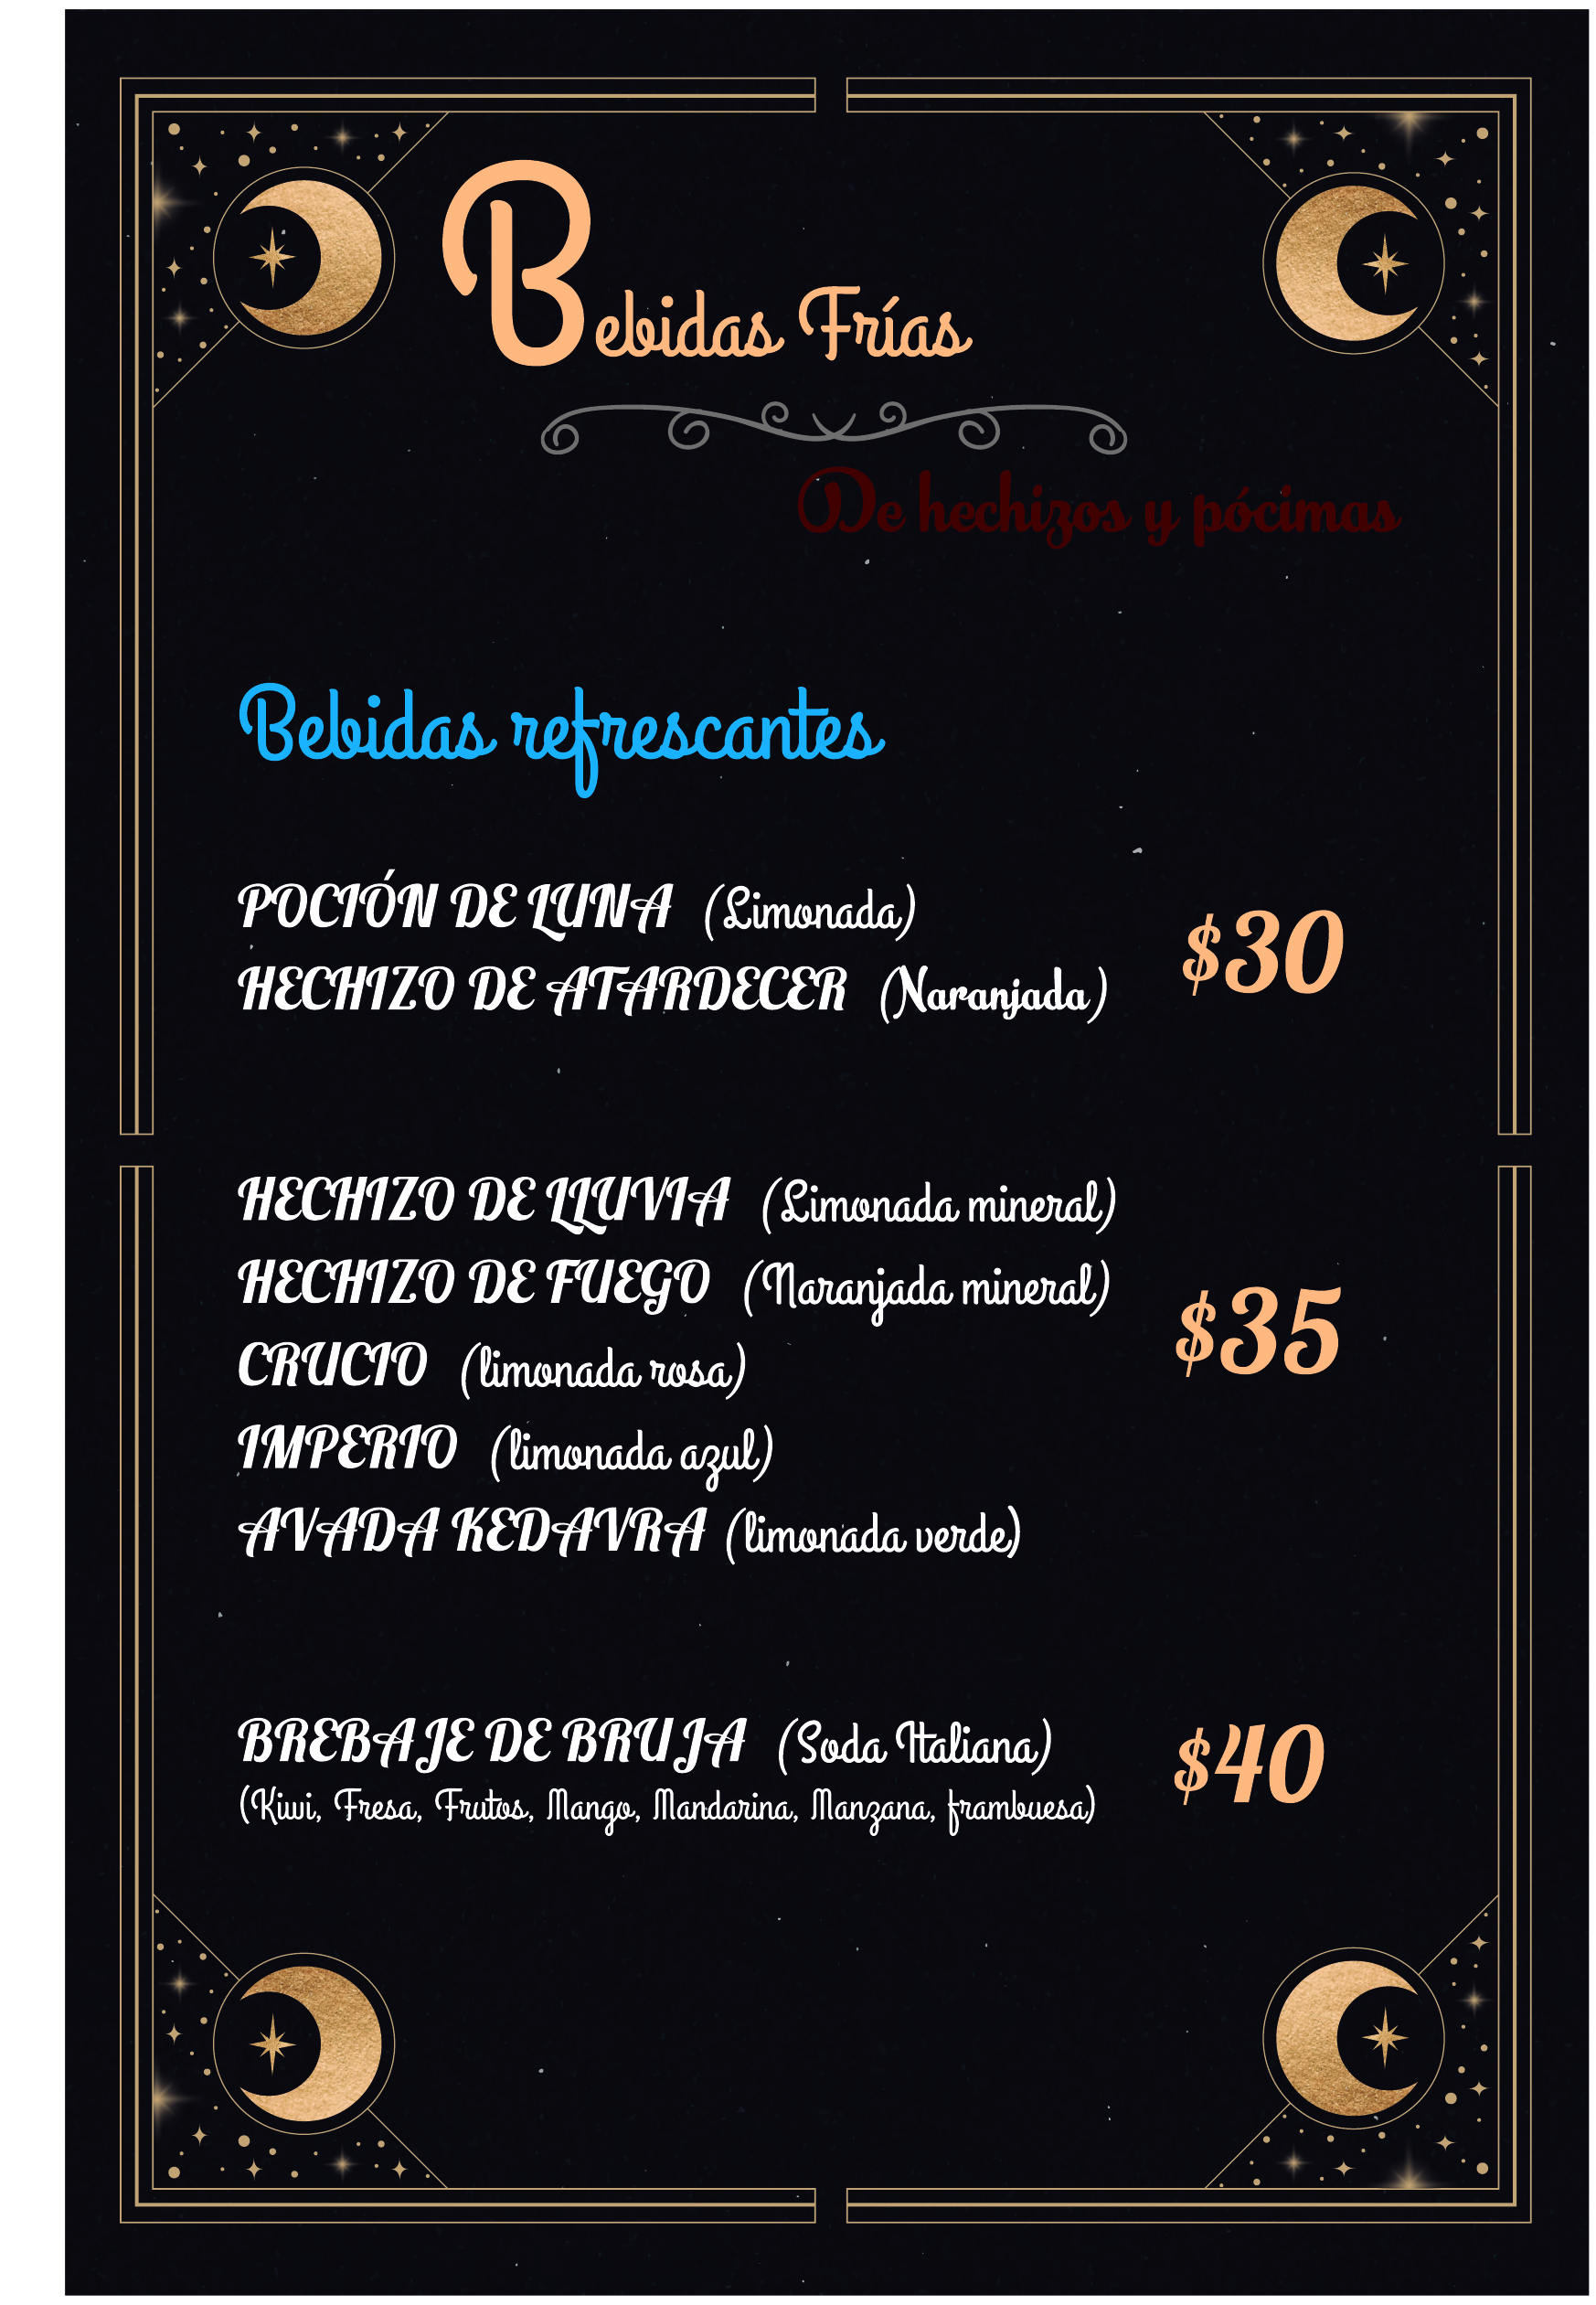 Bebidas Frías
De hechizos y pócimas
Bebidas refrescantes
POCIÓN DE LUNA (Limonada)
HECHIZO DE ATARDECER (Naranjada)
$30
HECHIZO DE LLUVIA (Limonada mineral)
HECHIZO DE FUEGO (Naranjada mineral)
CRUCIO (limonada rosa)
IMPERIO (limonada azul)
AVADA KEDAVRA (limonada verde)
$35
BREBAJE DE BRUJA (Soda Italiana)
(Kiwi, Fresa, Frutos, Mango, Mandarina, Manzana, frambuesa)
$40